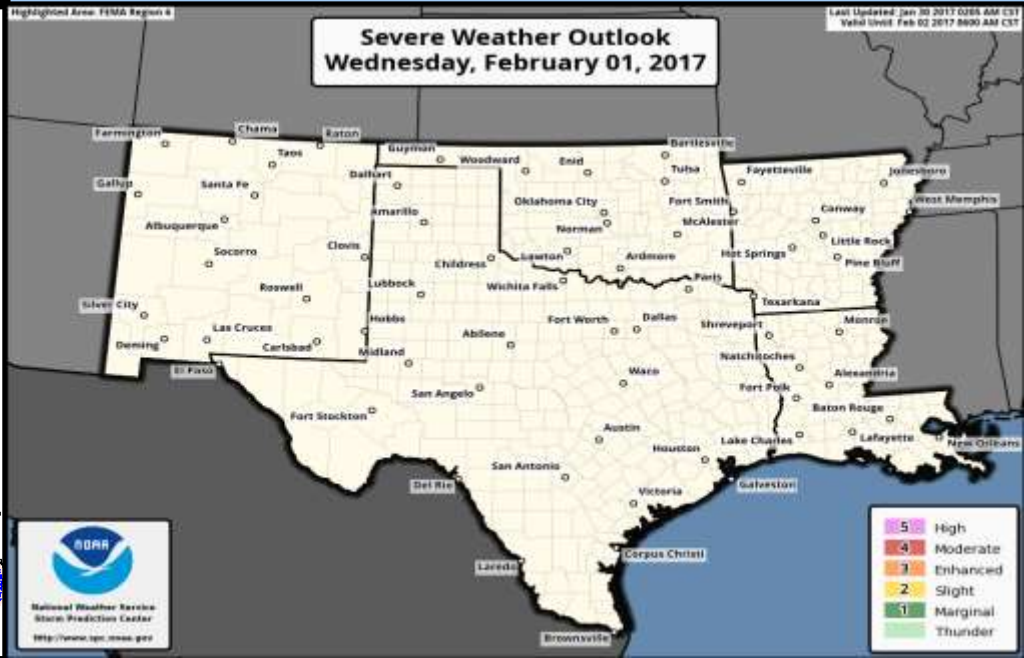 Highlighted Area: FEMA Region 6
Last Updated: Jan 30 2017 0205 AM CST
Valid Until: Feb 02 2017 0600 AM CST
Severe Weather Outlook
Wednesday, February 01, 2017
Farmington
Chama
Raton
Taos
Guymon
Woodward
Enid
Bartlesville
Tulsa
Fayetteville
Jonesboro
Gallup
Santa Fe
Dalhart
Oklahoma City
Fort Smith
Conway
West Memphis
Albuquerque
Amarillo
Norman
McAlester
Little Rock
Socorro
Clovis
Childress
Lawton
Ardmore
Hot Springs
Pine Bluff
Roswell
Lubbock
Wichita Falls
Paris
Texarkana
Silver City
Las Cruces
Hobbs
Abilene
Fort Worth
Dallas
Shreveport
Monroe
Deming
Carlsbad
Midland
Natchitoches
El Paso
San Angelo
Waco
Fort Polk
Alexandria
Fort Stockton
Austin
Houston
Baton Rouge
Lake Charles
Lafayette
New Orleans
Del Rio
San Antonio
Victoria
Galveston
Laredo
Corpus Christi
Brownsville
NOAA
National Weather Service
Storm Prediction Center
http://www.spc.noaa.gov
5 High
4 Moderate
3 Enhanced
2 Slight
1 Marginal
Thunder